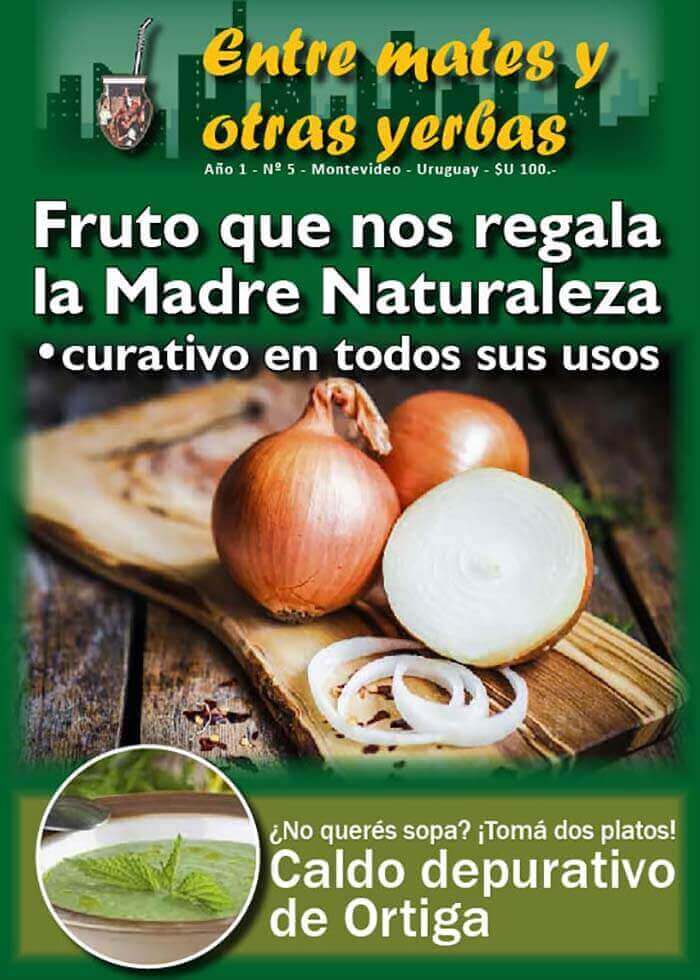 Entre mates y
otras yerbas
Año 1 - Nº 5 - Montevideo - Uruguay - $U 100.-
Fruto que nos regala
la Madre Naturaleza
•curativo en todos sus usos
¿No querés sopa? ¡Tomá dos platos!
Caldo depurativo
de Ortiga